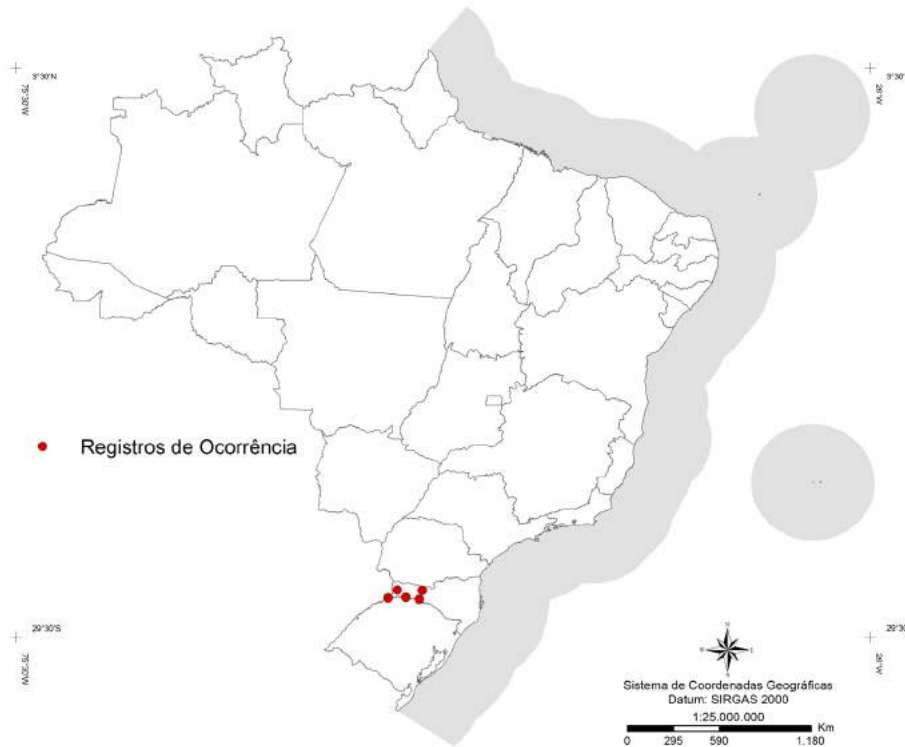 3°30'N
3°30'N
75°30'W
28°W
Registros de Ocorrência
29°30'S
29°30'S
75°30'W
28°W
N
W
E
S
Sistema de Coordenadas Geográficas
Datum: SIRGAS 2000
1:25.000.000
Km
0 295 590 1.180